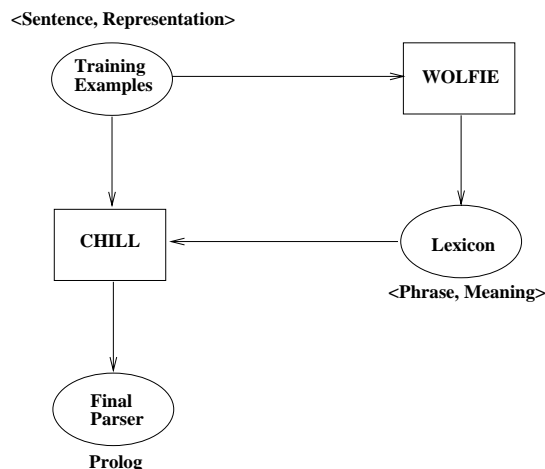 <Sentence, Representation>
Training
Examples
WOLFIE
CHILL
Lexicon
<Phrase, Meaning>
Final
Parser
Prolog